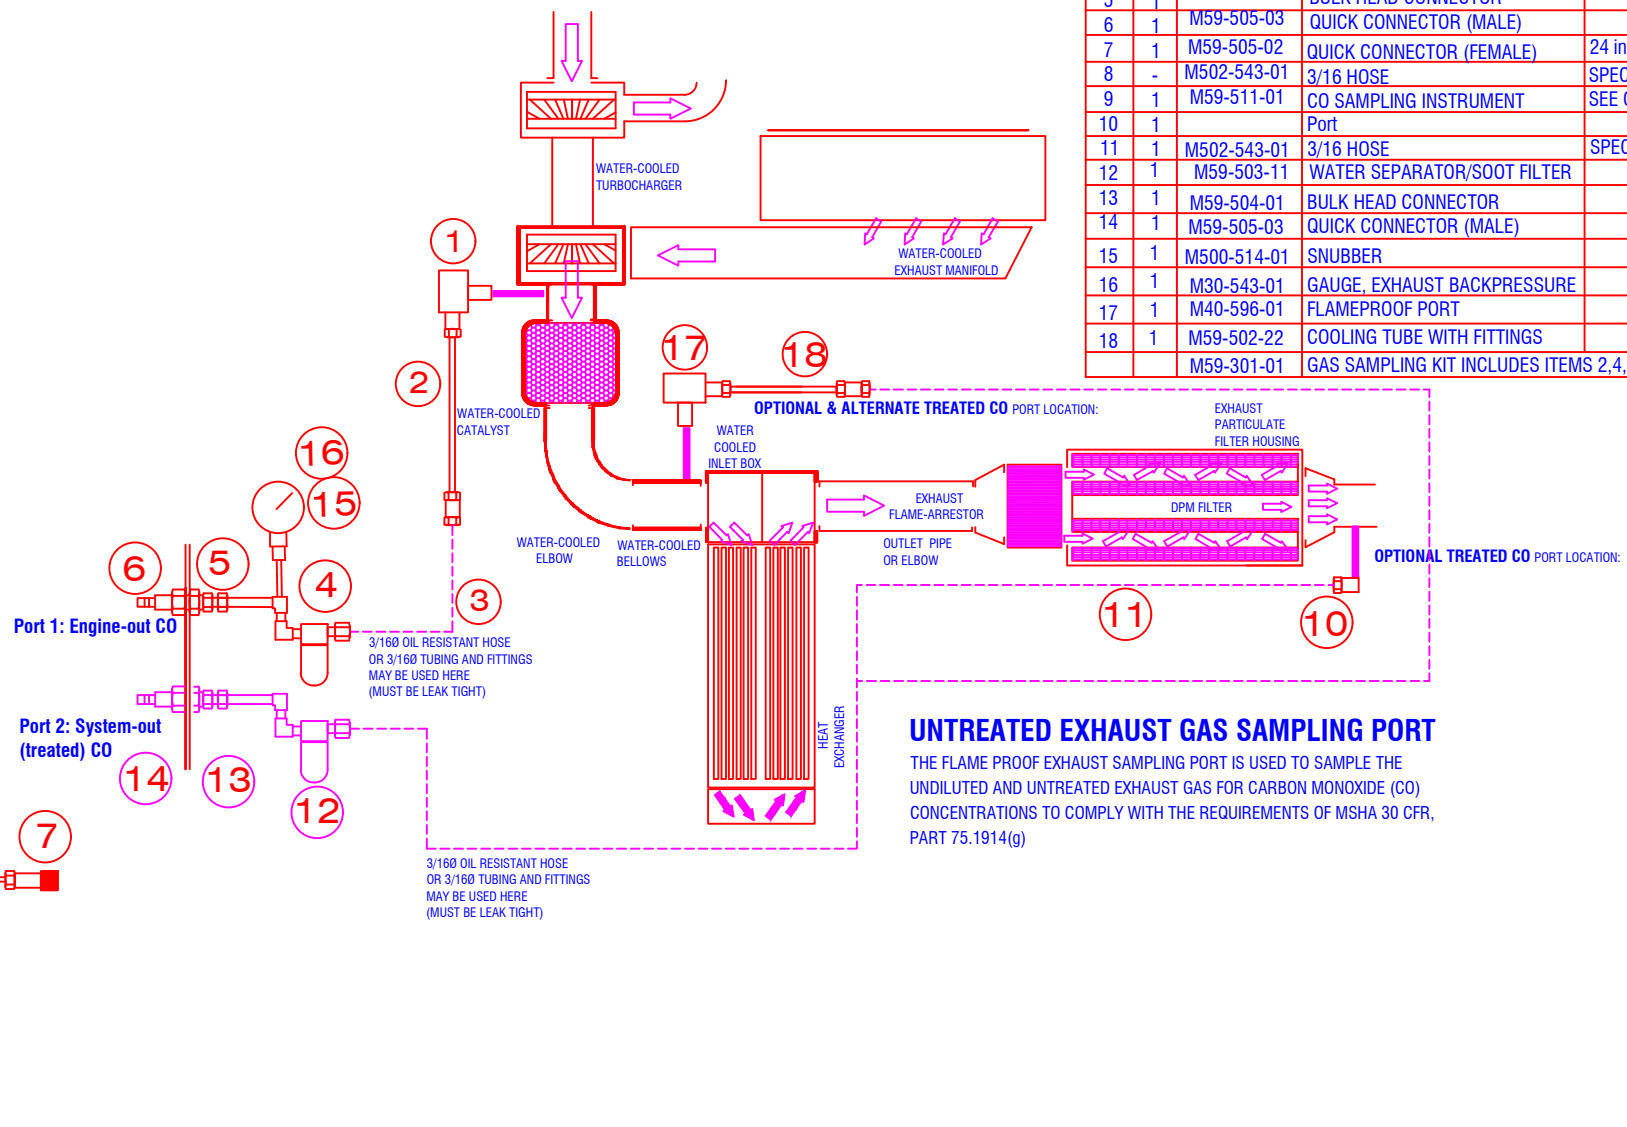 6 1 M59-505-03 QUICK CONNECTOR (MALE)
7 1 M59-505-02 QUICK CONNECTOR (FEMALE) 24 in
8 - M502-543-01 3/16 HOSE SPEC
9 1 M59-511-01 CO SAMPLING INSTRUMENT SEE
10 1 Port
11 1 M502-543-01 3/16 HOSE SPEC
12 1 M59-503-11 WATER SEPARATOR/SOOT FILTER
13 1 M59-504-01 BULK HEAD CONNECTOR
14 1 M59-505-03 QUICK CONNECTOR (MALE)
15 1 M500-514-01 SNUBBER
16 1 M30-543-01 GAUGE, EXHAUST BACKPRESSURE
17 1 M40-596-01 FLAMEPROOF PORT
18 1 M59-502-22 COOLING TUBE WITH FITTINGS
M59-301-01 GAS SAMPLING KIT INCLUDES ITEMS 2,4,
WATER-COOLED
TURBOCHARGER
1
WATER-COOLED
EXHAUST MANIFOLD
17
18
2
OPTIONAL & ALTERNATE TREATED CO PORT LOCATION:
WATER-COOLED
CATALYST
WATER
COOLED
INLET BOX
EXHAUST
PARTICULATE
FILTER HOUSING
16
15
EXHAUST
FLAME-ARRESTOR
DPM FILTER
WATER-COOLED
ELBOW
WATER-COOLED
BELLOWS
OUTLET PIPE
OR ELBOW
OPTIONAL TREATED CO PORT LOCATION:
6
5
4
3
11
10
Port 1: Engine-out CO
3/16Ø OIL RESISTANT HOSE
OR 3/16Ø TUBING AND FITTINGS
MAY BE USED HERE
(MUST BE LEAK TIGHT)
Port 2: System-out
(treated) CO
HEAT
EXCHANGER
14
13
12
7
UNTREATED EXHAUST GAS SAMPLING PORT
THE FLAME PROOF EXHAUST SAMPLING PORT IS USED TO SAMPLE THE
UNDILUTED AND UNTREATED EXHAUST GAS FOR CARBON MONOXIDE (CO)
CONCENTRATIONS TO COMPLY WITH THE REQUIREMENTS OF MSHA 30 CFR,
PART 75.1914(g)
3/16Ø OIL RESISTANT HOSE
OR 3/16Ø TUBING AND FITTINGS
MAY BE USED HERE
(MUST BE LEAK TIGHT)